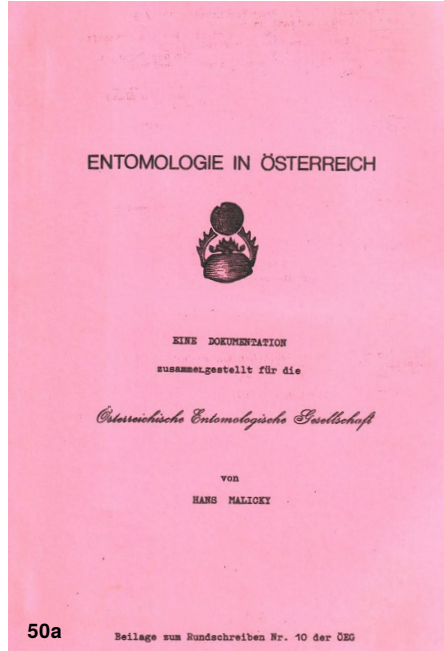 ENTOMOLOGIE IN ÖSTERREICH
EINE DOKUMENTATION
zusammengestellt für die
Österreichische Entomologische Gesellschaft
von
HANS MALICKY
50a
Beilage zum Rundschreiben Nr. 10 der ÖEG